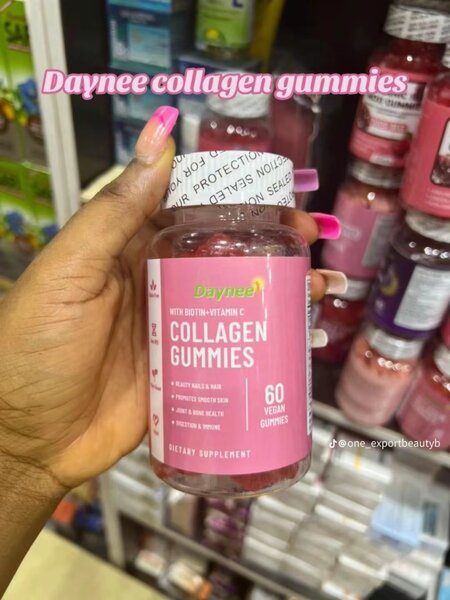 Daynee collagen gummies
YOUR PROTECTION
SEALED FOR
NOT SEALED
Daynee
WITH BIOTIN+VITAMIN C
COLLAGEN
GUMMIES
• BEAUTY NAILS & HAIR
• PROMOTES SMOOTH SKIN
• JOINT & BONE HEALTH
• DIGESTION & IMMUNE
60
VEGAN
GUMMIES
DIETARY SUPPLEMENT
@one_exportbeautyb